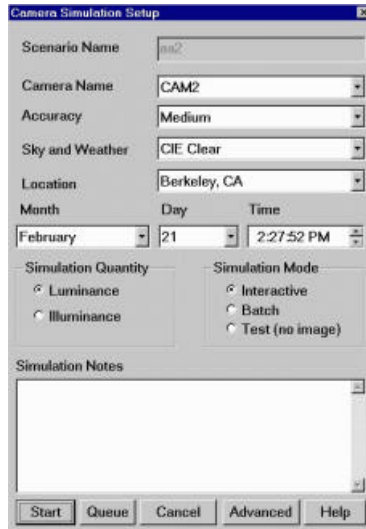 Camera Simulation Setup
Scenario Name aa2
Camera Name CAM2
Accuracy Medium
Sky and Weather CIE Clear
Location Berkeley, CA
Month Day Time
February 21 2:27:52 PM
Simulation Quantity Simulation Mode
Luminance Interactive
Illuminance Batch
Test (no image)
Simulation Notes
Start Queue Cancel Advanced Help